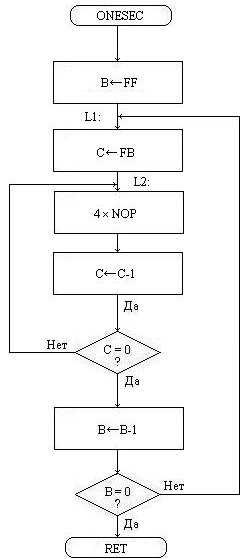 ONESEC
B←FF
L1:
C←FB
L2:
4×NOP
C←C-1
Да
Нет
C = 0
?
Да
B←B-1
Нет
B = 0
?
Да
RET